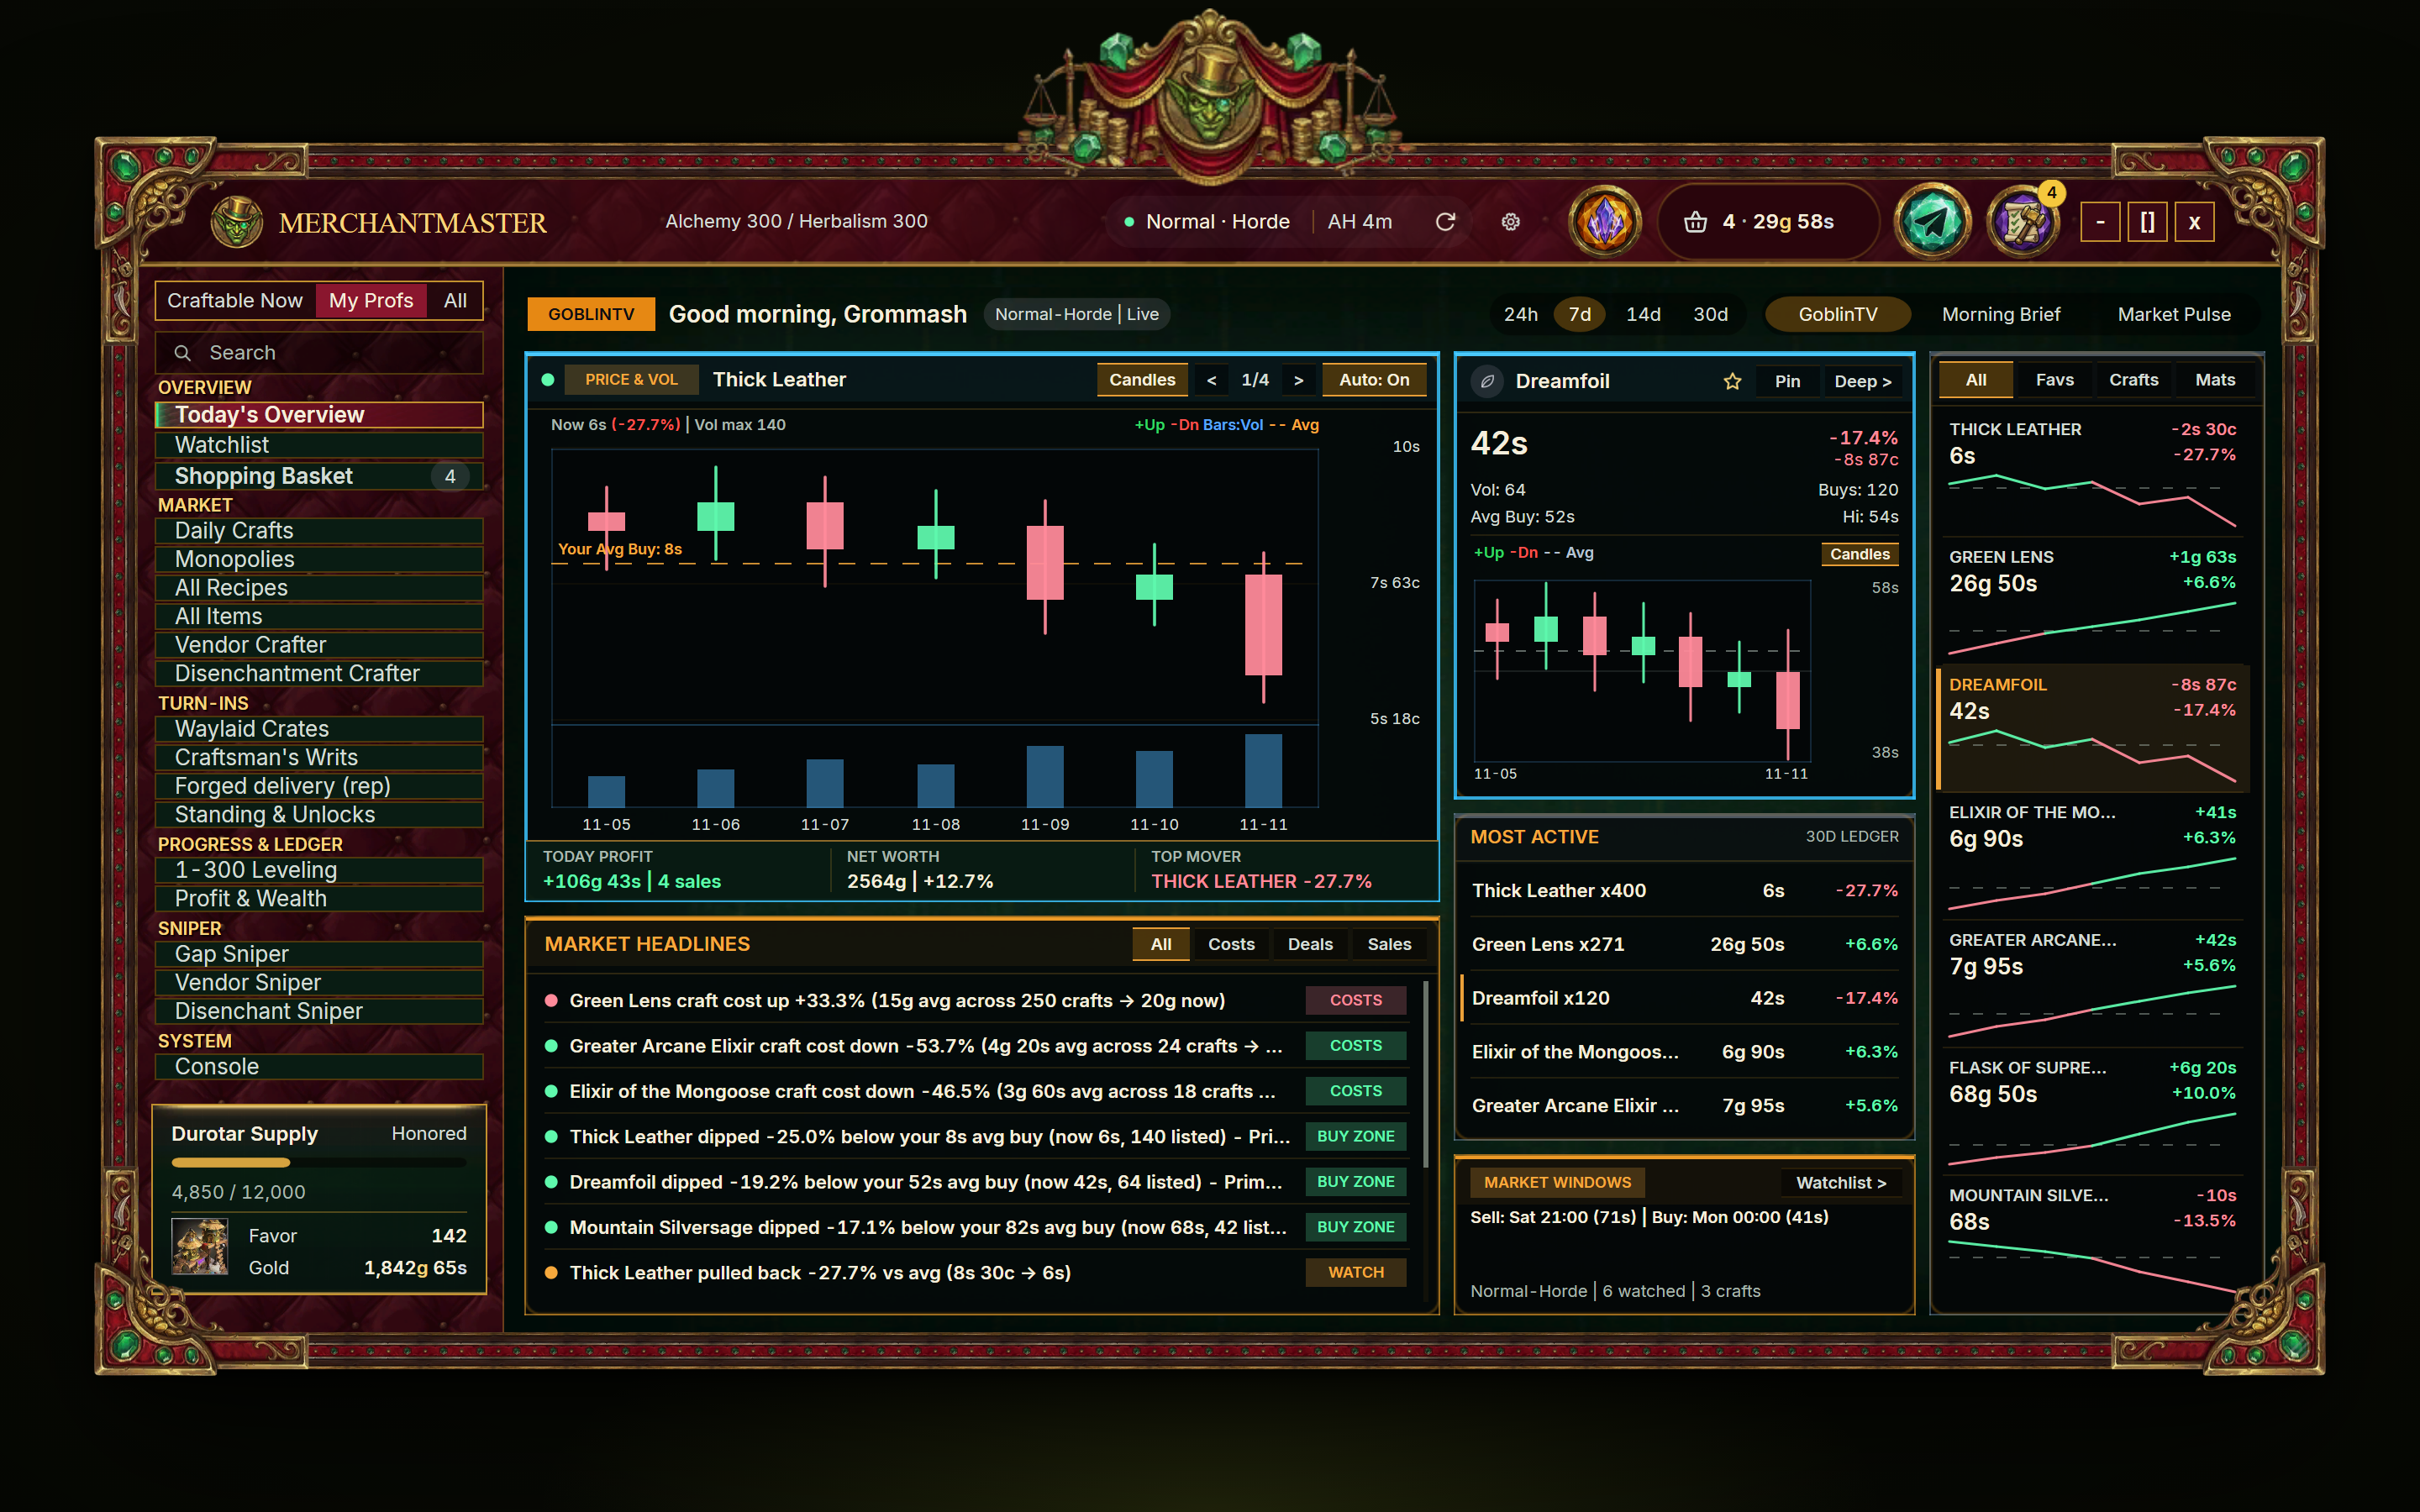 MERCHANTMASTER
Alchemy 300 / Herbalism 300
Normal · Horde
AH 4m
4 · 29g 58s
4
-
[]
x
Craftable Now
My Profs
All
Search
OVERVIEW
Today's Overview
Watchlist
Shopping Basket
4
MARKET
Daily Crafts
Monopolies
All Recipes
All Items
Vendor Crafter
Disenchantment Crafter
TURN-INS
Waylaid Crates
Craftsman's Writs
Forged delivery (rep)
Standing & Unlocks
PROGRESS & LEDGER
1-300 Leveling
Profit & Wealth
SNIPER
Gap Sniper
Vendor Sniper
Disenchant Sniper
SYSTEM
Console
Durotar Supply
Honored
4,850 / 12,000
Favor
142
Gold
1,842g 65s
GOBLINTV
Good morning, Grommash
Normal-Horde | Live
24h
7d
14d
30d
GoblinTV
Morning Brief
Market Pulse
PRICE & VOL
Thick Leather
Candles
<
1/4
>
Auto: On
Now 6s (-27.7%) | Vol max 140
+Up -Dn Bars:Vol -- Avg
10s
Your Avg Buy: 8s
7s 63c
5s 18c
11-05
11-06
11-07
11-08
11-09
11-10
11-11
TODAY PROFIT
+106g 43s | 4 sales
NET WORTH
2564g | +12.7%
TOP MOVER
THICK LEATHER -27.7%
MARKET HEADLINES
All
Costs
Deals
Sales
Green Lens craft cost up +33.3% (15g avg across 250 crafts → 20g now)
COSTS
Greater Arcane Elixir craft cost down -53.7% (4g 20s avg across 24 crafts → ...
COSTS
Elixir of the Mongoose craft cost down -46.5% (3g 60s avg across 18 crafts ...
COSTS
Thick Leather dipped -25.0% below your 8s avg buy (now 6s, 140 listed) - Pri...
BUY ZONE
Dreamfoil dipped -19.2% below your 52s avg buy (now 42s, 64 listed) - Prim...
BUY ZONE
Mountain Silversage dipped -17.1% below your 82s avg buy (now 68s, 42 list...
BUY ZONE
Thick Leather pulled back -27.7% vs avg (8s 30c → 6s)
WATCH
Dreamfoil
Pin
Deep >
42s
-17.4%
-8s 87c
Vol: 64
Buys: 120
Avg Buy: 52s
Hi: 54s
+Up -Dn -- Avg
Candles
58s
38s
11-05
11-11
MOST ACTIVE
30D LEDGER
Thick Leather x400
6s
-27.7%
Green Lens x271
26g 50s
+6.6%
Dreamfoil x120
42s
-17.4%
Elixir of the Mongoos...
6g 90s
+6.3%
Greater Arcane Elixir ...
7g 95s
+5.6%
MARKET WINDOWS
Watchlist >
Sell: Sat 21:00 (71s) | Buy: Mon 00:00 (41s)
Normal-Horde | 6 watched | 3 crafts
All
Favs
Crafts
Mats
THICK LEATHER
-2s 30c
6s
-27.7%
GREEN LENS
+1g 63s
26g 50s
+6.6%
DREAMFOIL
-8s 87c
42s
-17.4%
ELIXIR OF THE MO...
+41s
6g 90s
+6.3%
GREATER ARCANE...
+42s
7g 95s
+5.6%
FLASK OF SUPRE...
+6g 20s
68g 50s
+10.0%
MOUNTAIN SILVE...
-10s
68s
-13.5%